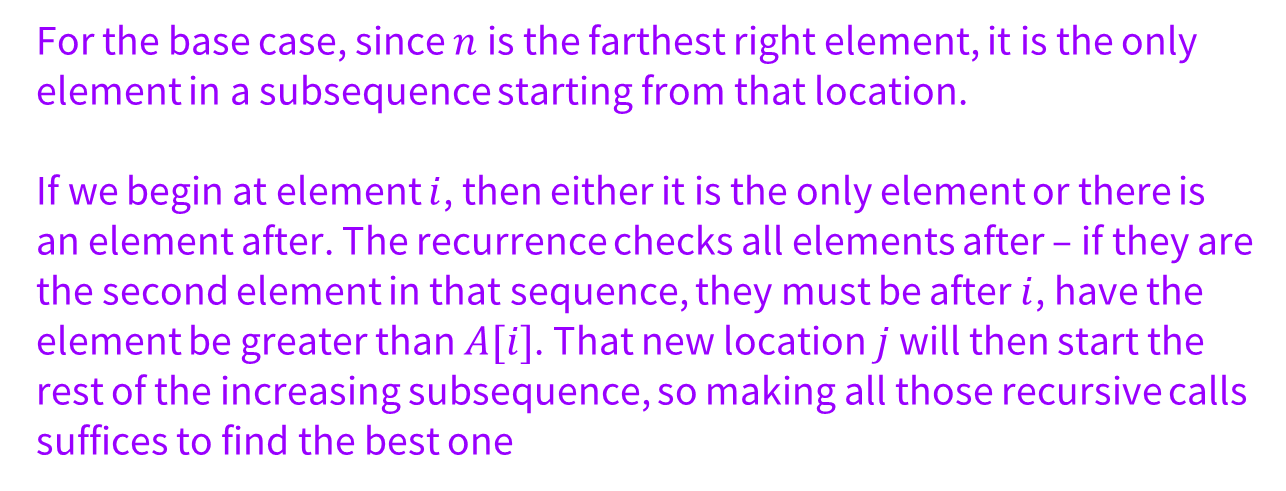 For the base case, since n is the farthest right element, it is the only
element in a subsequence starting from that location.
If we begin at element i, then either it is the only element or there is
an element after. The recurrence checks all elements after – if they are
the second element in that sequence, they must be after i, have the
element be greater than A[i]. That new location j will then start the
rest of the increasing subsequence, so making all those recursive calls
suffices to find the best one